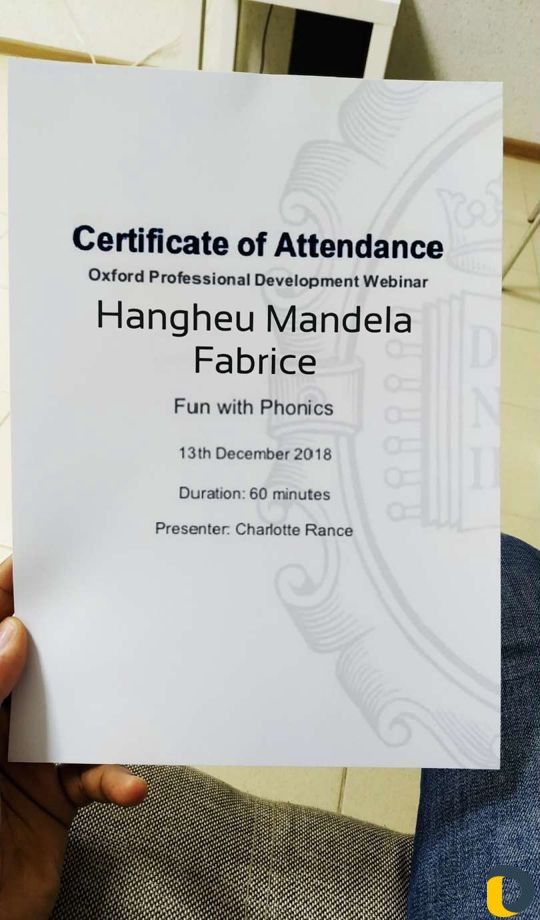 Certificate of Attendance
Oxford Professional Development Webinar
Hangheu Mandela
Fabrice
Fun with Phonics
13th December 2018
Duration: 60 minutes
Presenter: Charlotte Rance
D
N